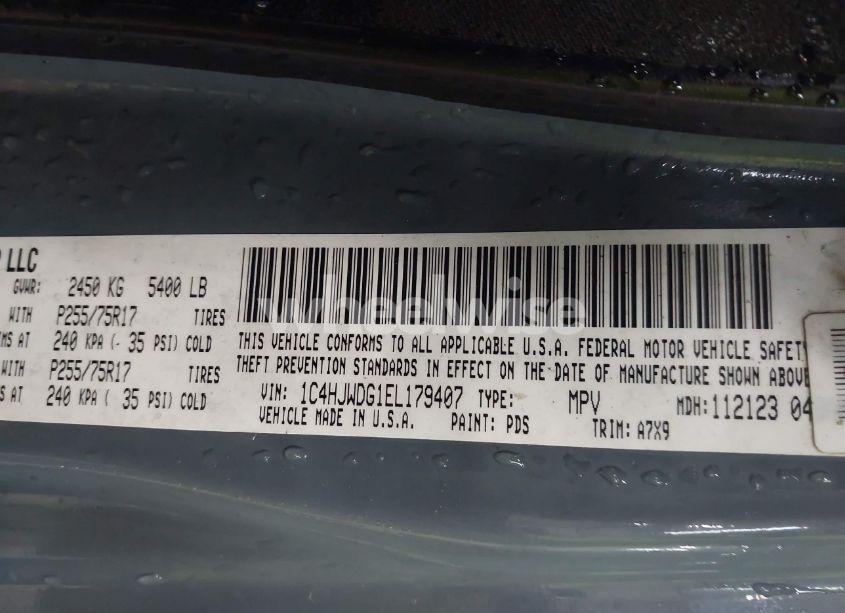 LLC
GVWR: 2450 KG 5400 LB
WITH P255/75R17 TIRES
AT 240 KPA (- 35 PSI) COLD
WITH P255/75R17 TIRES
AT 240 KPA ( 35 PSI) COLD
wheelwise
THIS VEHICLE CONFORMS TO ALL APPLICABLE U.S.A. FEDERAL MOTOR VEHICLE SAFETY
THEFT PREVENTION STANDARDS IN EFFECT ON THE DATE OF MANUFACTURE SHOWN ABOVE
VIN: 1C4HJWDG1EL179407 TYPE: MPV MDH:112123 04
VEHICLE MADE IN U.S.A. PAINT: PDS TRIM: A7X9